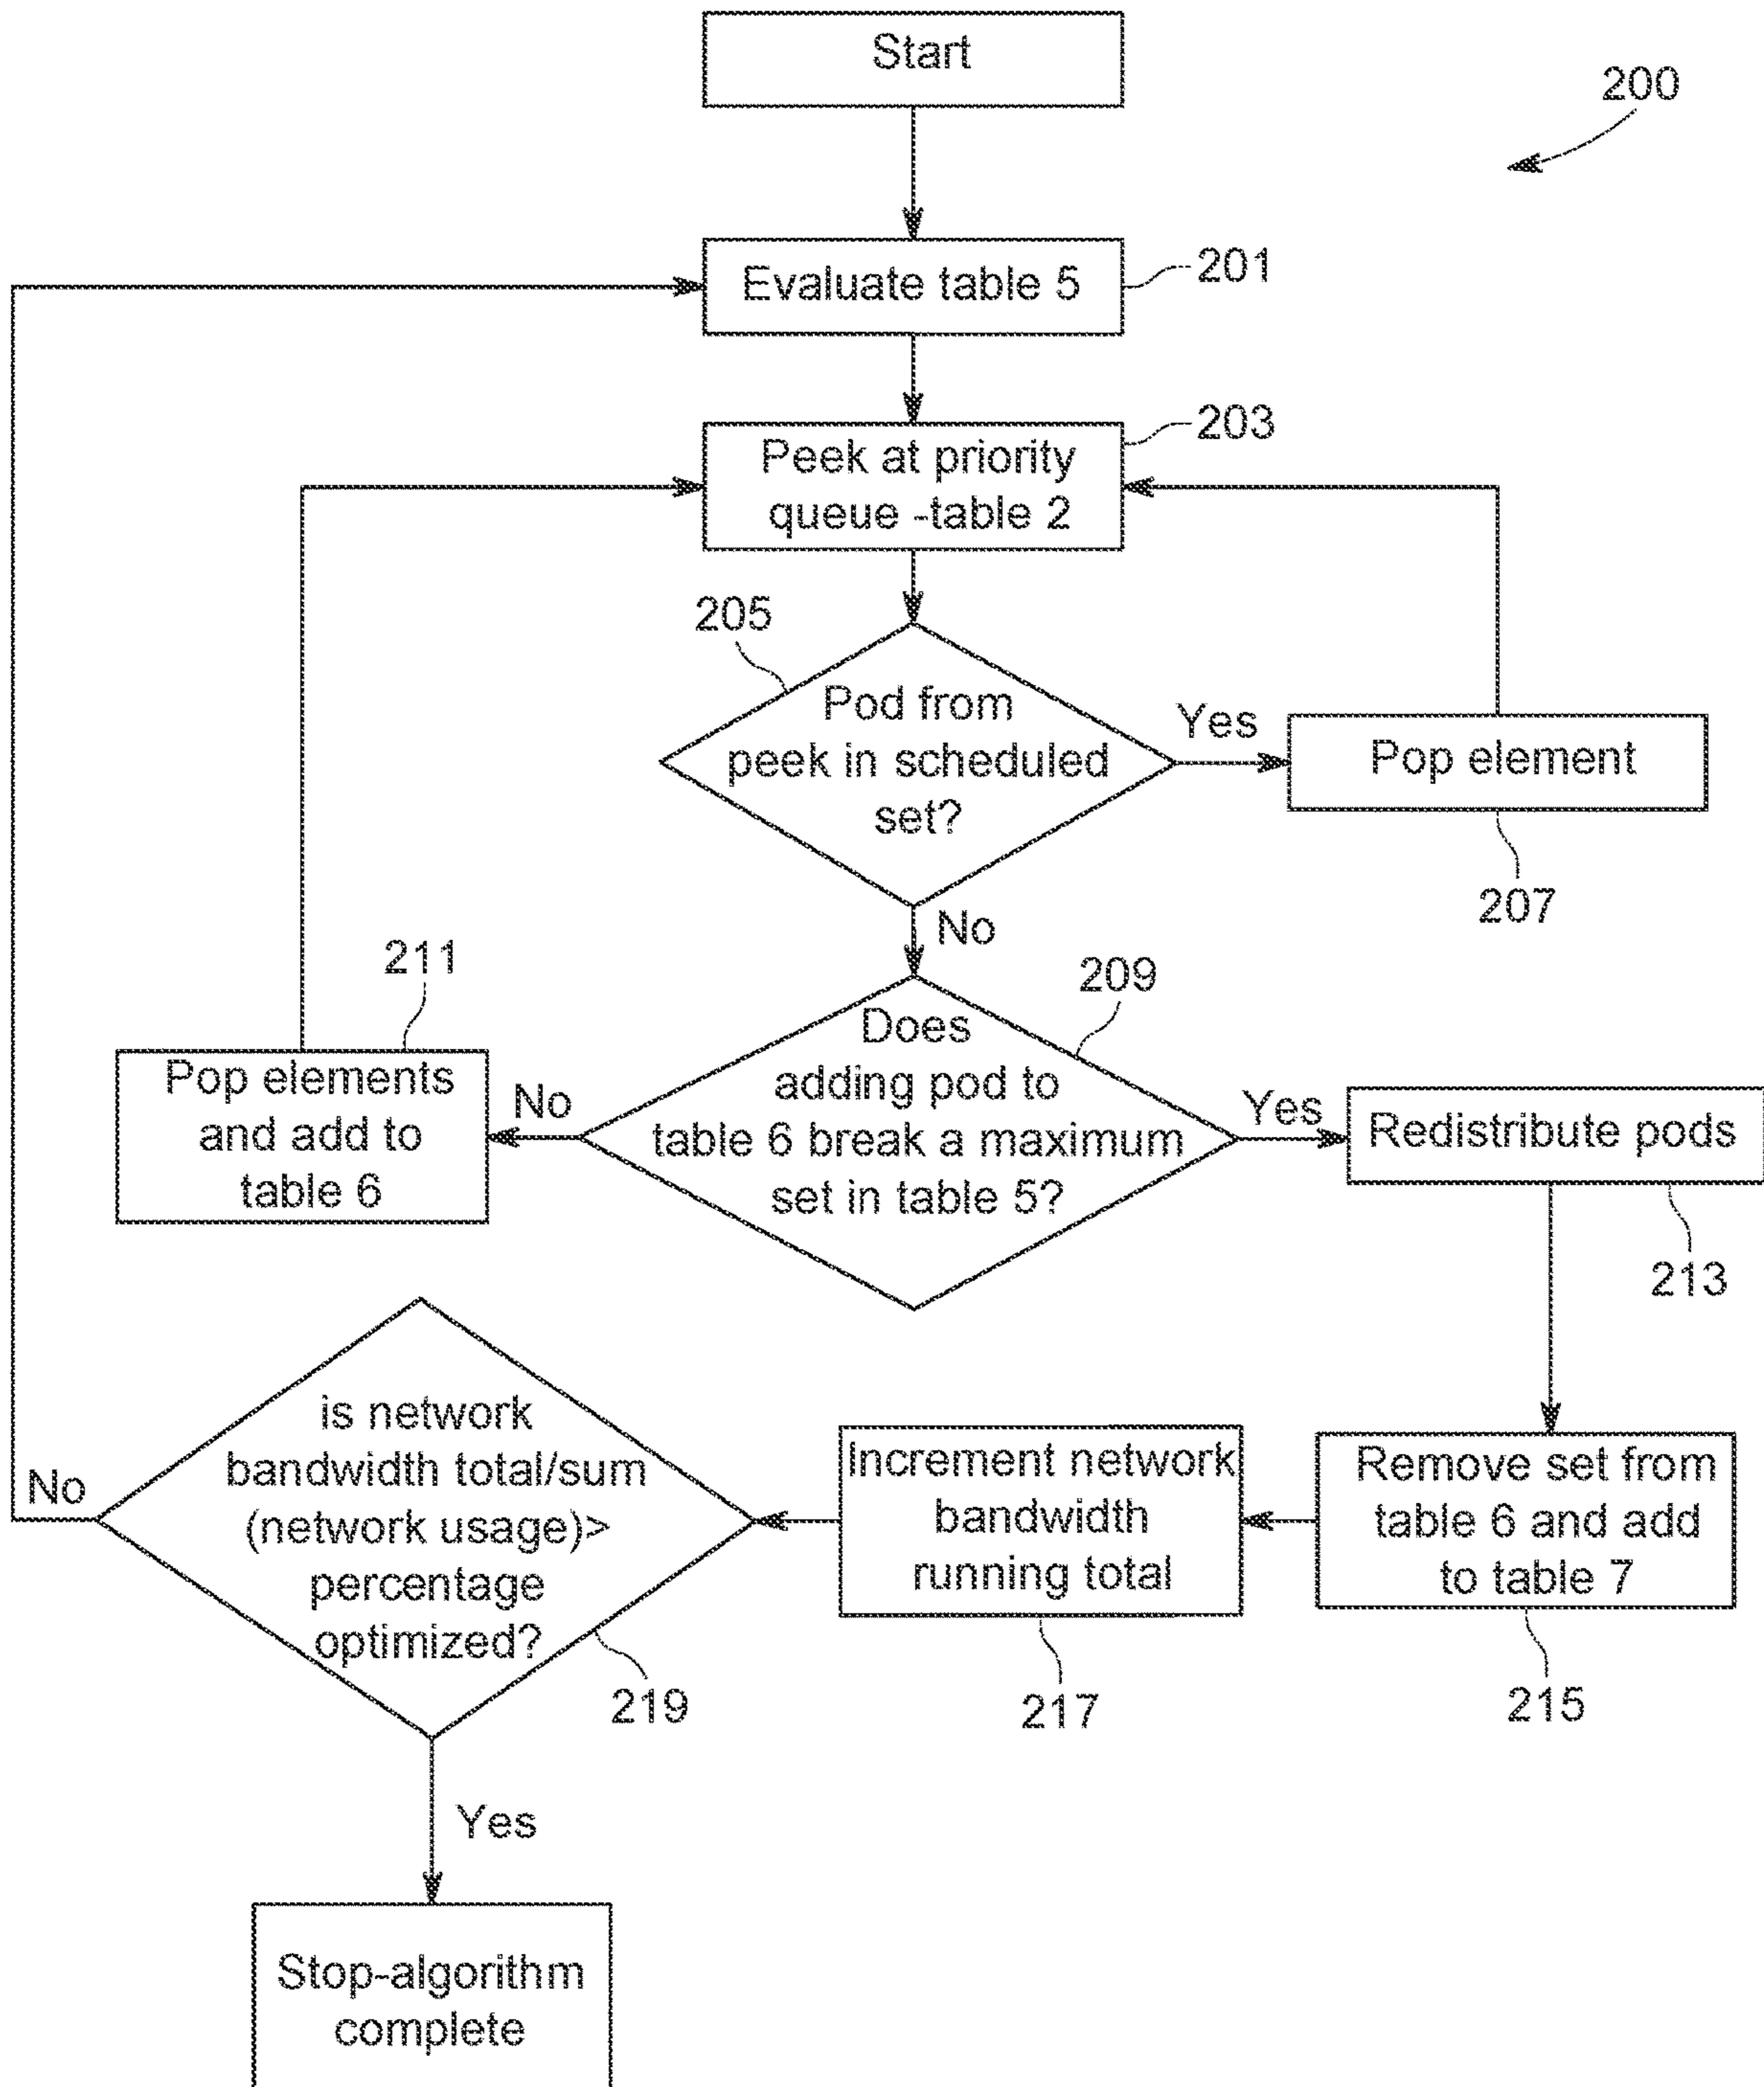 Start
200
Evaluate table 5
201
Peek at priority
queue -table 2
203
205
Pod from
peek in scheduled
set?
Yes
Pop element
207
No
211
209
Pop elements
and add to
table 6
No
Does
adding pod to
table 6 break a maximum
set in table 5?
Yes
Redistribute pods
213
No
is network
bandwidth total/sum
(network usage)>
percentage
optimized?
219
Increment network
bandwidth
running total
217
Remove set from
table 6 and add
to table 7
215
Yes
Stop-algorithm
complete